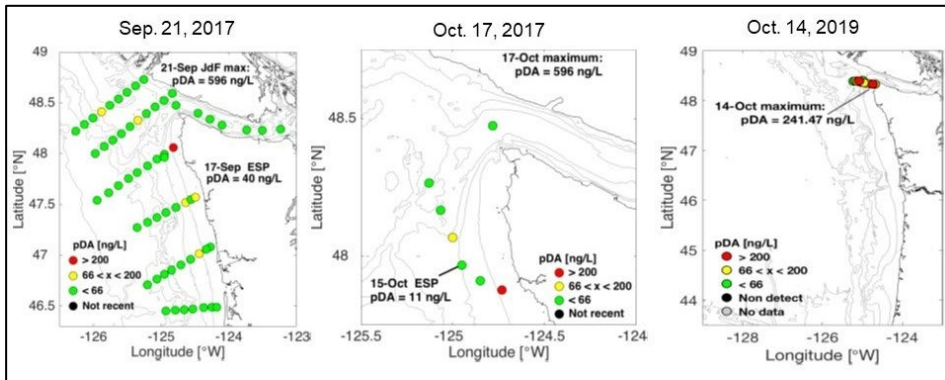 Sep. 21, 2017
49
48.5
48
47.5
47
46.5
Latitude [°N]
21-Sep JdF max:
pDA = 596 ng/L
17-Sep ESP
pDA = 40 ng/L
pDA [ng/L]
> 200
66 < x < 200
< 66
Not recent
-126
-125
-124
-123
Longitude [°W]
Oct. 17, 2017
48.5
48
Latitude [°N]
17-Oct maximum:
pDA = 596 ng/L
15-Oct ESP
pDA = 11 ng/L
pDA [ng/L]
> 200
66 < x < 200
< 66
Not recent
-125.5
-125
-124.5
-124
Longitude [°W]
Oct. 14, 2019
49
48
47
46
45
44
Latitude [°N]
14-Oct maximum:
pDA = 241.47 ng/L
pDA [ng/L]
> 200
66 < x < 200
< 66
Non detect
No data
-128
-126
-124
Longitude [°W]